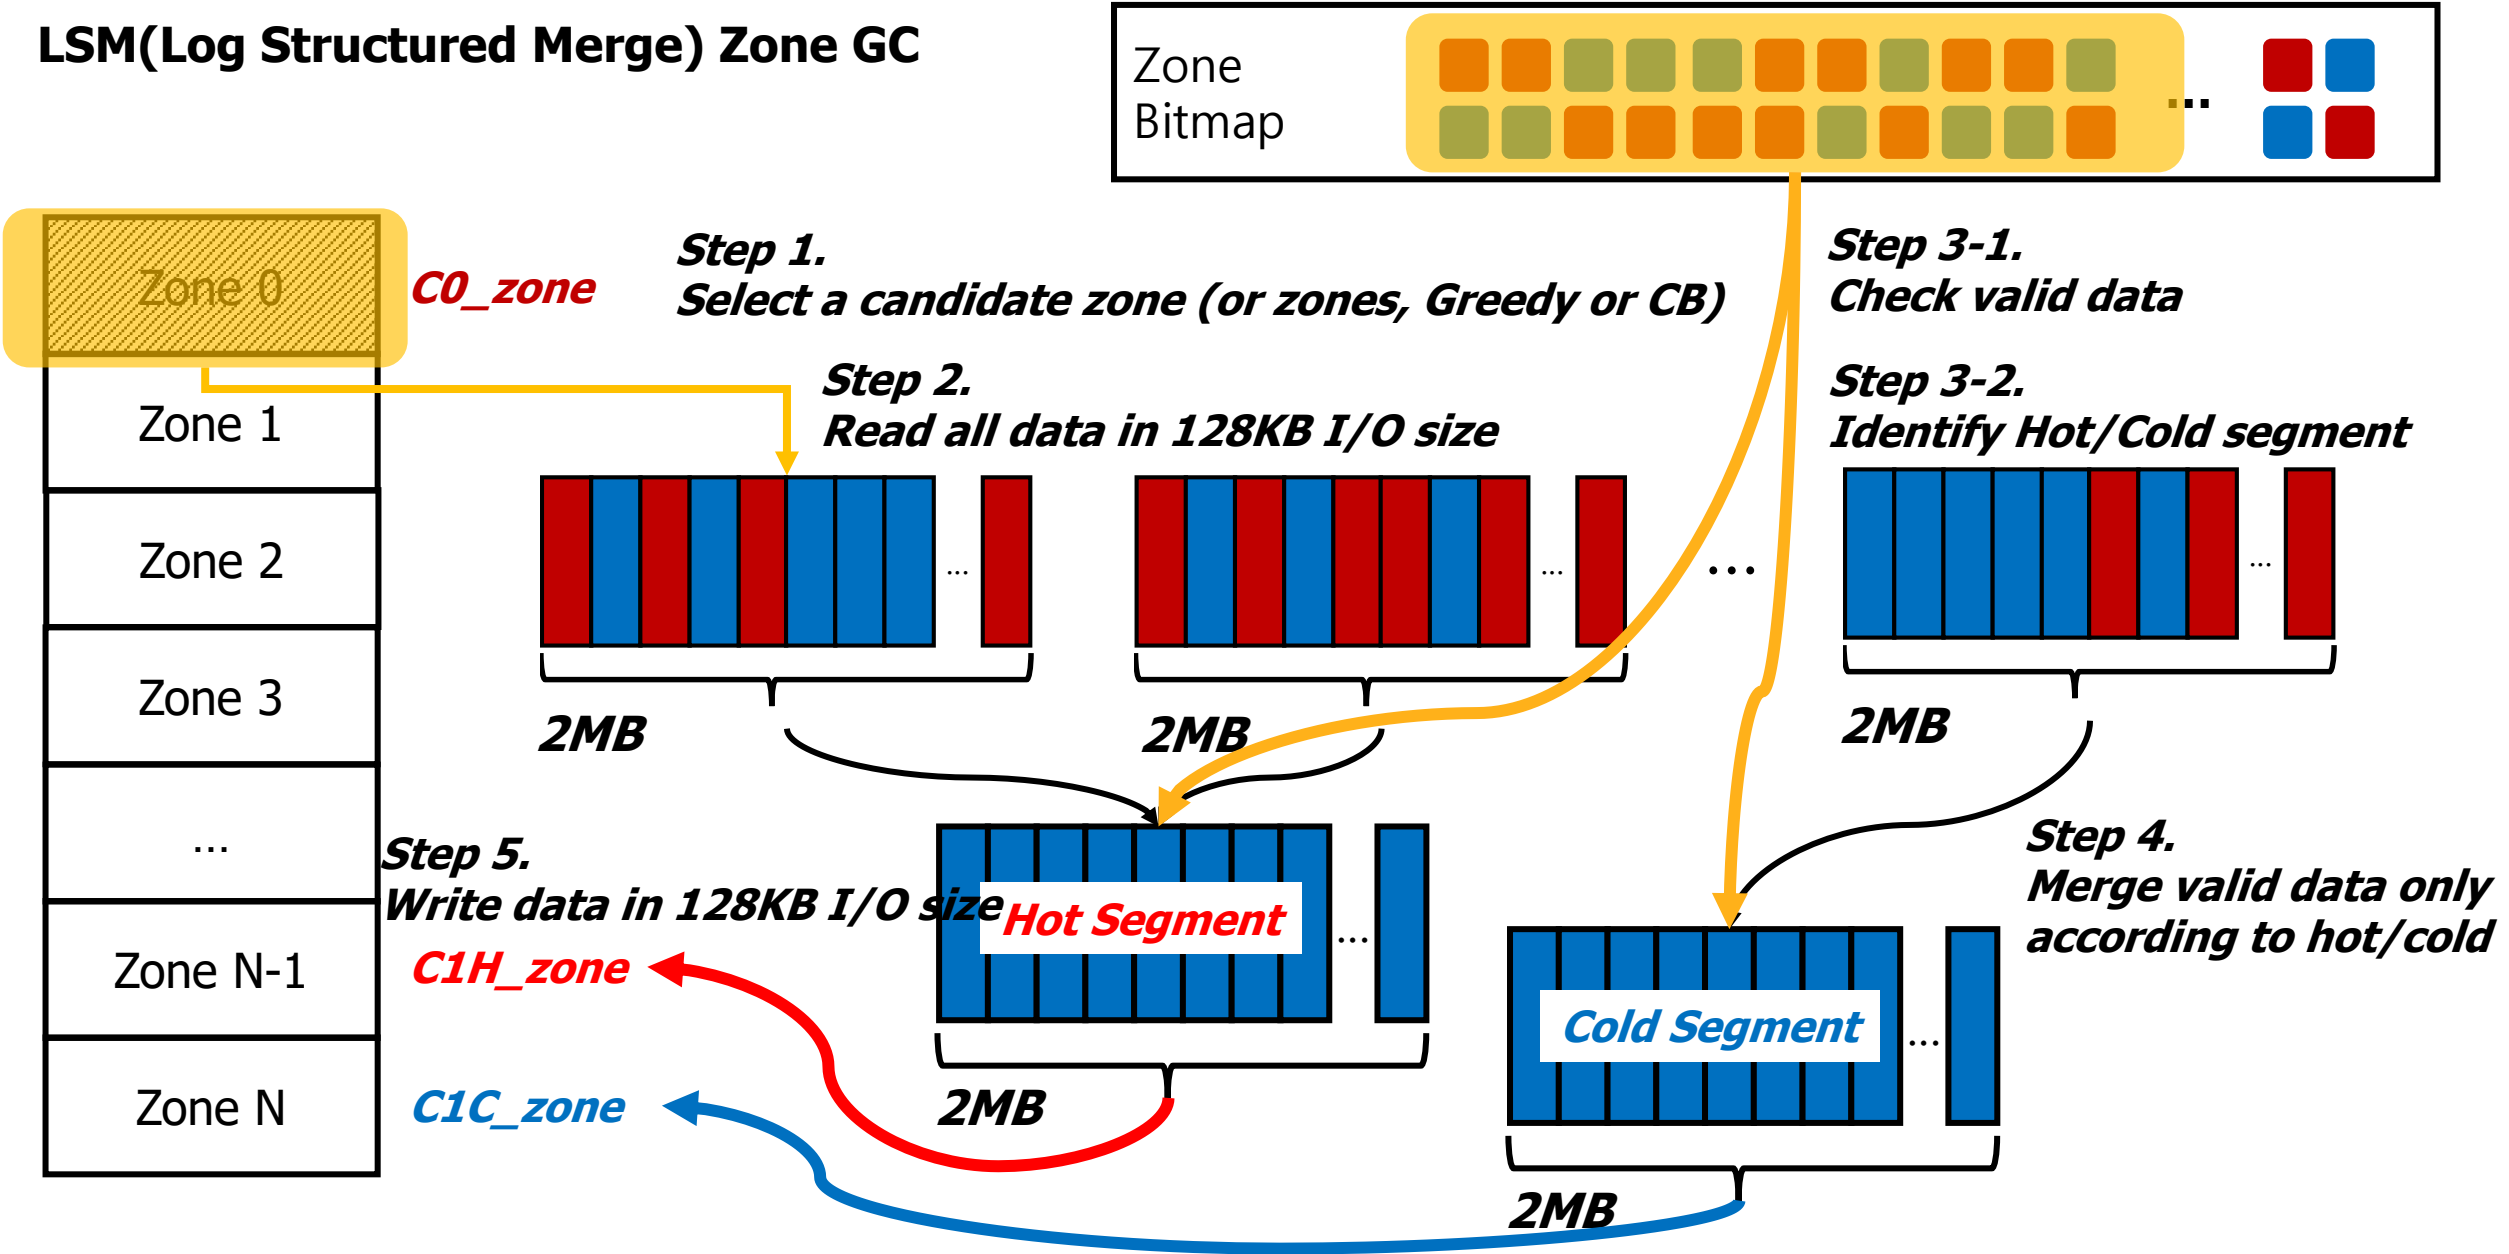 LSM(Log Structured Merge) Zone GC
Zone
Bitmap
...
Zone 0
Zone 1
Zone 2
Zone 3
...
Zone N-1
Zone N
C0_zone
Step 1.
Select a candidate zone (or zones, Greedy or CB)
Step 2.
Read all data in 128KB I/O size
Step 3-1.
Check valid data
Step 3-2.
Identify Hot/Cold segment
...
...
...
...
2MB
2MB
2MB
Step 4.
Merge valid data only
according to hot/cold
Step 5.
Write data in 128KB I/O size
Hot Segment
...
Cold Segment
...
C1H_zone
C1C_zone
2MB
2MB